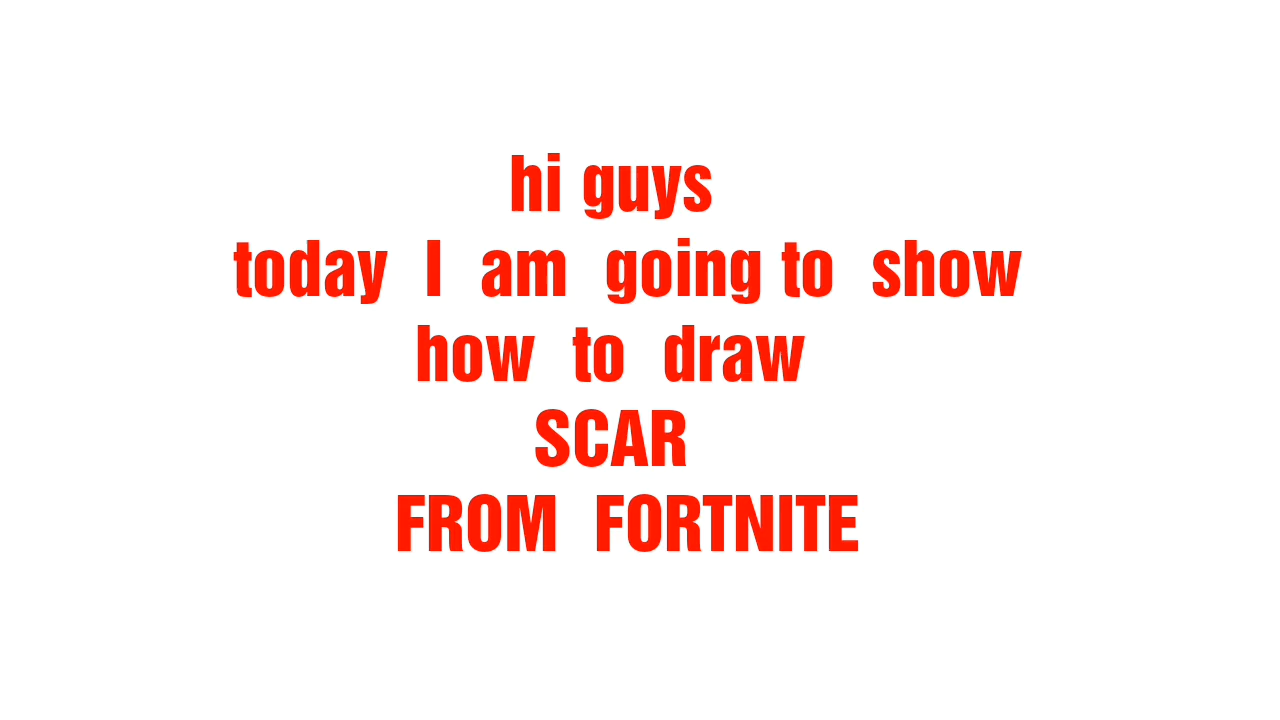 hi guys
today I am going to show
how to draw
SCAR
FROM FORTNITE